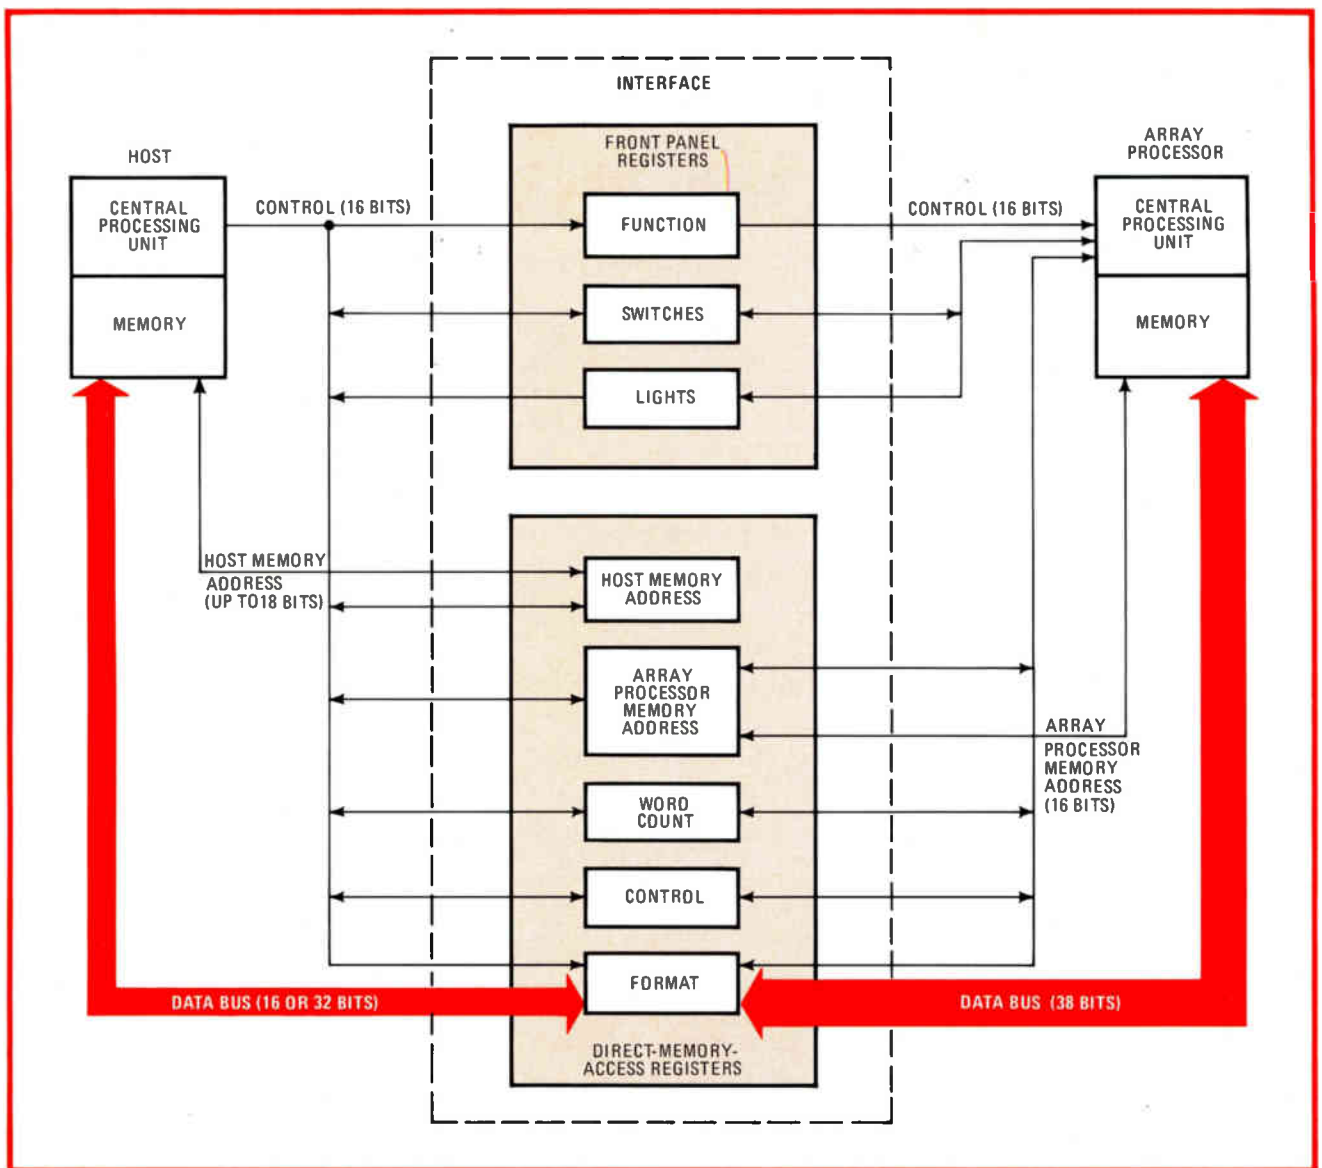 INTERFACE
HOST
CENTRAL
PROCESSING
UNIT
MEMORY
CONTROL (16 BITS)
FRONT PANEL
REGISTERS
FUNCTION
SWITCHES
LIGHTS
CONTROL (16 BITS)
ARRAY
PROCESSOR
CENTRAL
PROCESSING
UNIT
MEMORY
HOST MEMORY
ADDRESS
(UP TO18 BITS)
HOST MEMORY
ADDRESS
ARRAY
PROCESSOR
MEMORY
ADDRESS
WORD
COUNT
CONTROL
FORMAT
DIRECT-MEMORY-
ACCESS REGISTERS
ARRAY
PROCESSOR
MEMORY
ADDRESS
(16 BITS)
DATA BUS (16 OR 32 BITS)
DATA BUS (38 BITS)